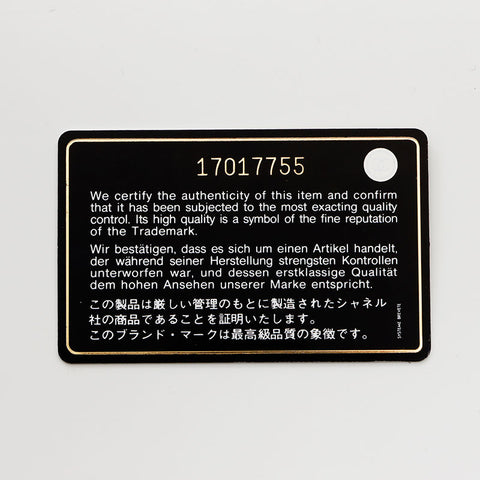 17017755
We certify the authenticity of this item and confirm
that it has been subjected to the most exacting quality
control. Its high quality is a symbol of the fine reputation
of the Trademark.
Wir bestätigen, dass es sich um einen Artikel handelt,
der während seiner Herstellung strengsten Kontrollen
unterworfen war, und dessen erstklassige Qualität
dem hohen Ansehen unserer Marke entspricht.
この製品は厳しい管理のもとに製造されたシャネル
社の商品であることを証明いたします。
このブランド・マークは最高級品質の象徴です。
SYSTEME BREVETE